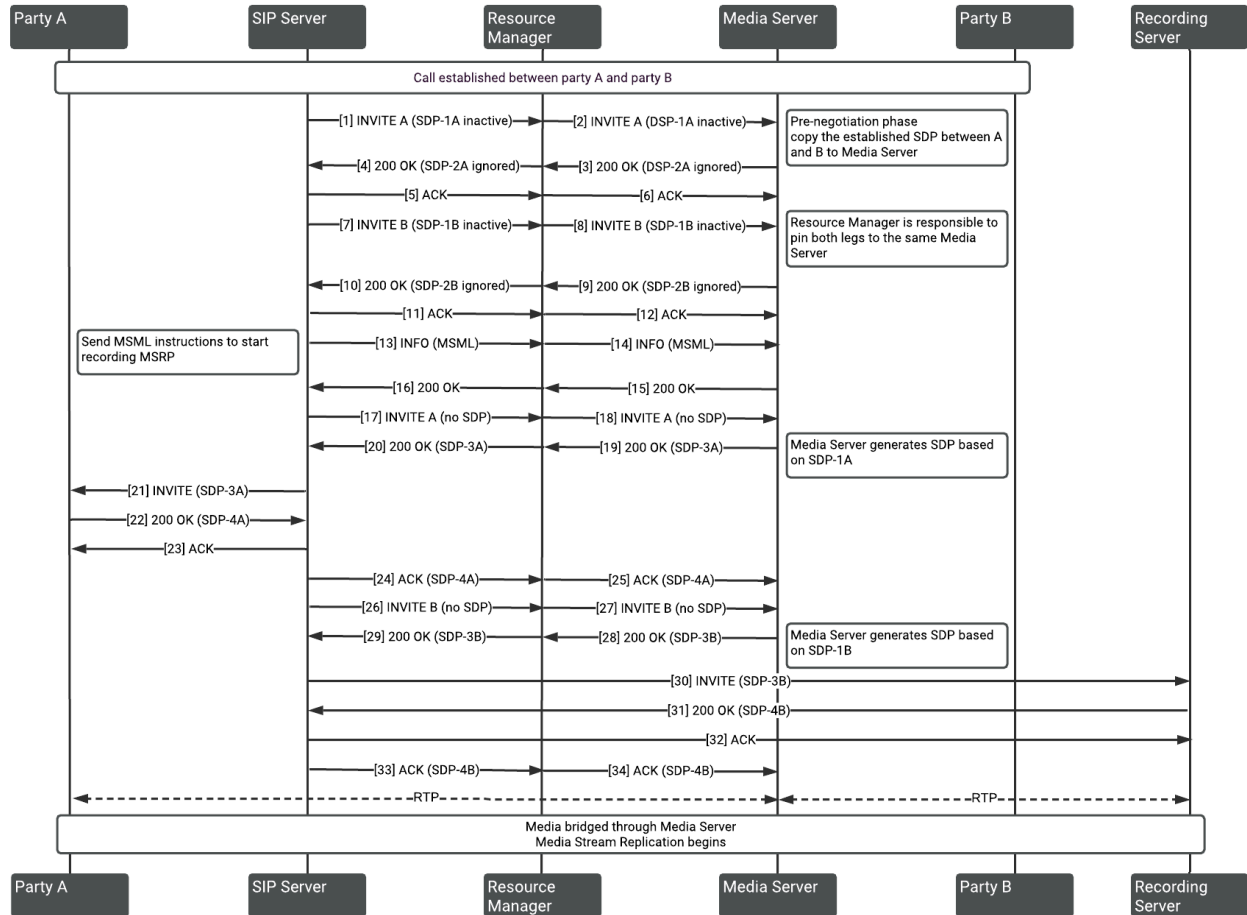 Party A
SIP Server
Resource
Manager
Media Server
Party B
Recording
Server
Call established between party A and party B
[1] INVITE A (SDP-1A inactive)
[2] INVITE A (DSP-1A inactive)
Pre-negotiation phase
copy the established SDP between A
and B to Media Server
[4] 200 OK (SDP-2A ignored)
[3] 200 OK (DSP-2A ignored)
[5] ACK
[6] ACK
[7] INVITE B (SDP-1B inactive)
[8] INVITE B (SDP-1B inactive)
Resource Manager is responsible to
pin both legs to the same Media
Server
[10] 200 OK (SDP-2B ignored)
[9] 200 OK (SDP-2B ignored)
[11] ACK
[12] ACK
Send MSML instructions to start
recording MSRP
[13] INFO (MSML)
[14] INFO (MSML)
[16] 200 OK
[15] 200 OK
[17] INVITE A (no SDP)
[18] INVITE A (no SDP)
[20] 200 OK (SDP-3A)
[19] 200 OK (SDP-3A)
Media Server generates SDP based
on SDP-1A
[21] INVITE (SDP-3A)
[22] 200 OK (SDP-4A)
[23] ACK
[24] ACK (SDP-4A)
[25] ACK (SDP-4A)
[26] INVITE B (no SDP)
[27] INVITE B (no SDP)
[29] 200 OK (SDP-3B)
[28] 200 OK (SDP-3B)
Media Server generates SDP based
on SDP-1B
[30] INVITE (SDP-3B)
[31] 200 OK (SDP-4B)
[32] ACK
[33] ACK (SDP-4B)
[34] ACK (SDP-4B)
RTP
RTP
Media bridged through Media Server
Media Stream Replication begins
Party A
SIP Server
Resource
Manager
Media Server
Party B
Recording
Server